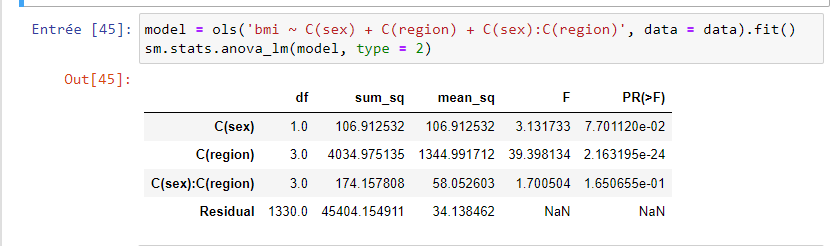 Entrée [45]: model = ols('bmi ~ C(sex) + C(region) + C(sex):C(region)', data = data).fit()
sm.stats.anova_lm(model, type = 2)
Out[45]:
df sum_sq mean_sq F PR(>F)
C(sex) 1.0 106.912532 106.912532 3.131733 7.701120e-02
C(region) 3.0 4034.975135 1344.991712 39.398134 2.163195e-24
C(sex):C(region) 3.0 174.157808 58.052603 1.700504 1.650655e-01
Residual 1330.0 45404.154911 34.138462 NaN NaN